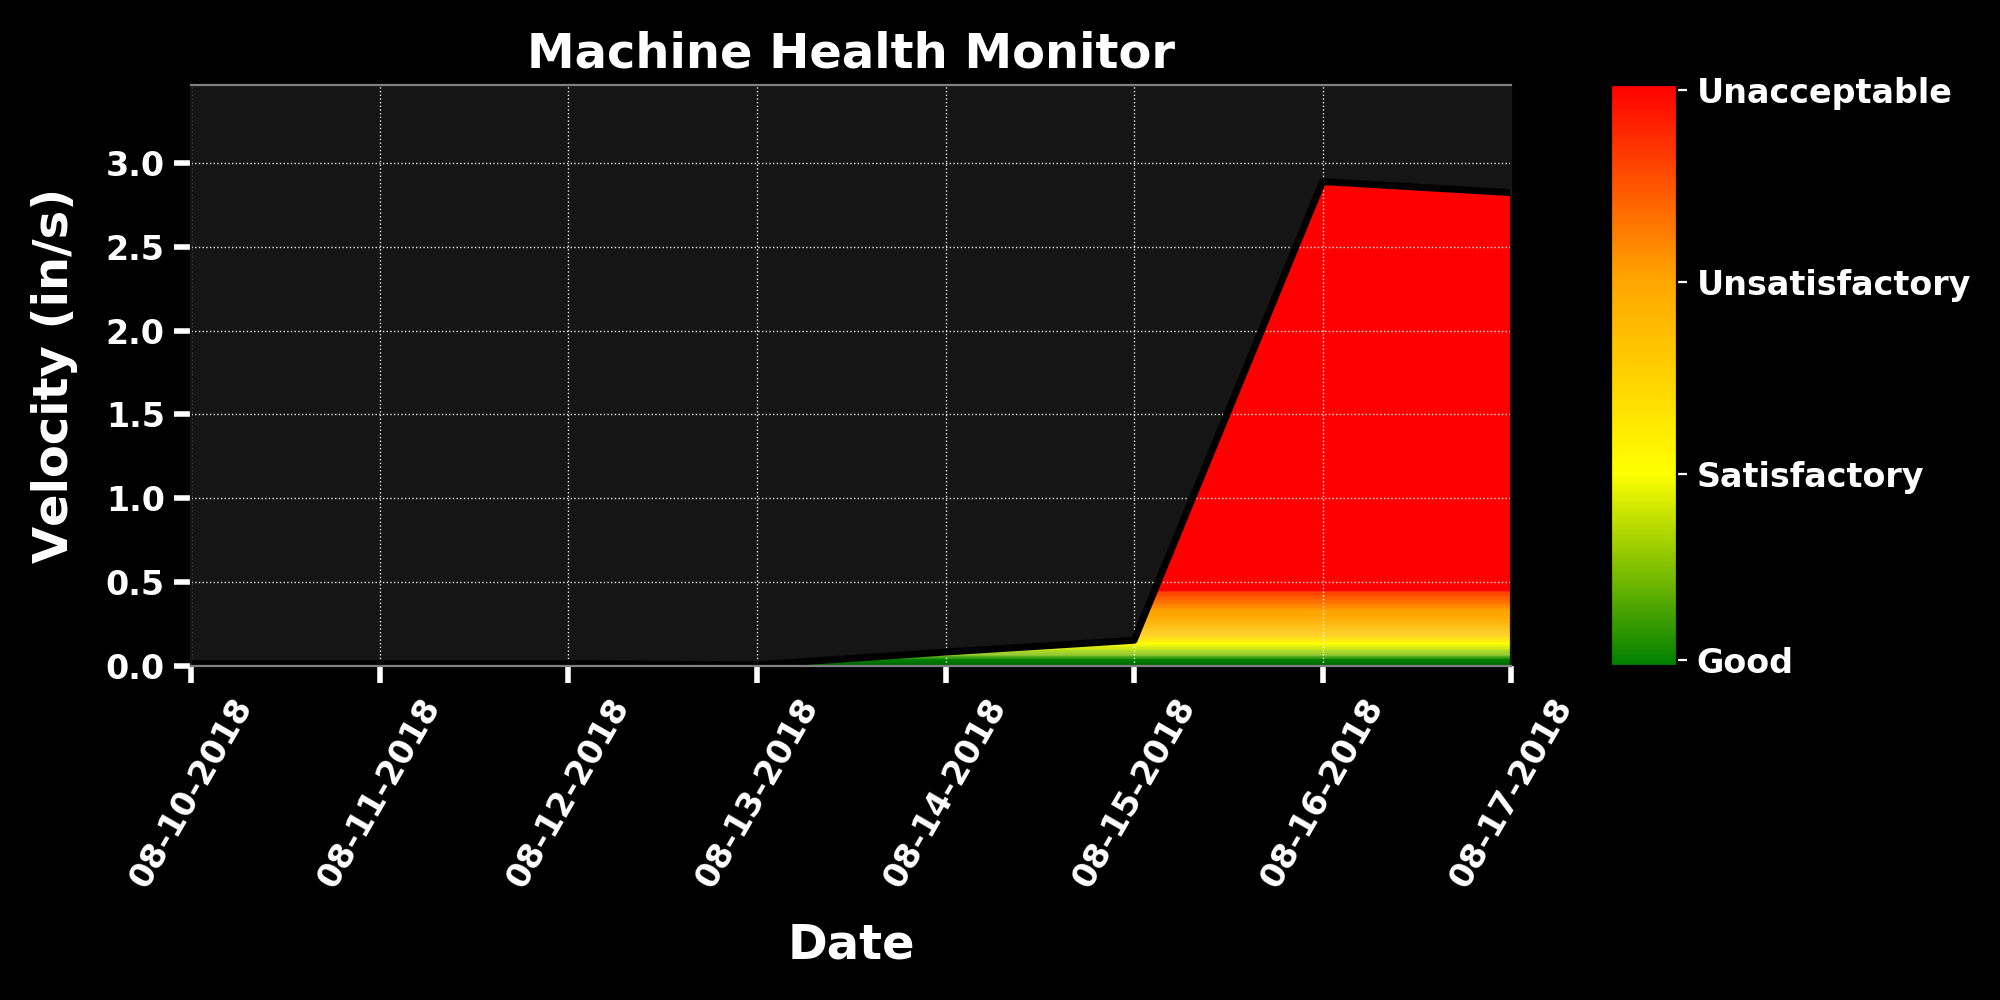 Machine Health Monitor
Velocity (in/s)
3.0
2.5
2.0
1.5
1.0
0.5
0.0
08-10-2018
08-11-2018
08-12-2018
08-13-2018
08-14-2018
08-15-2018
08-16-2018
08-17-2018
Date
Unacceptable
Unsatisfactory
Satisfactory
Good